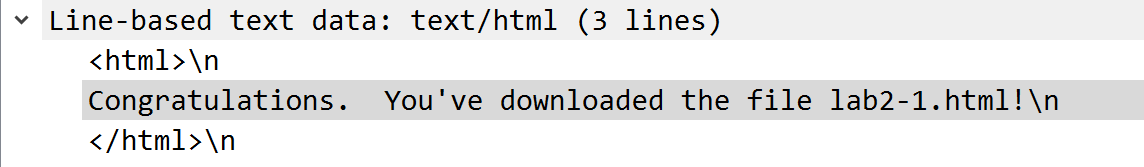 Line-based text data: text/html (3 lines)
<html>\n
Congratulations.  You've downloaded the file lab2-1.html!\n
</html>\n